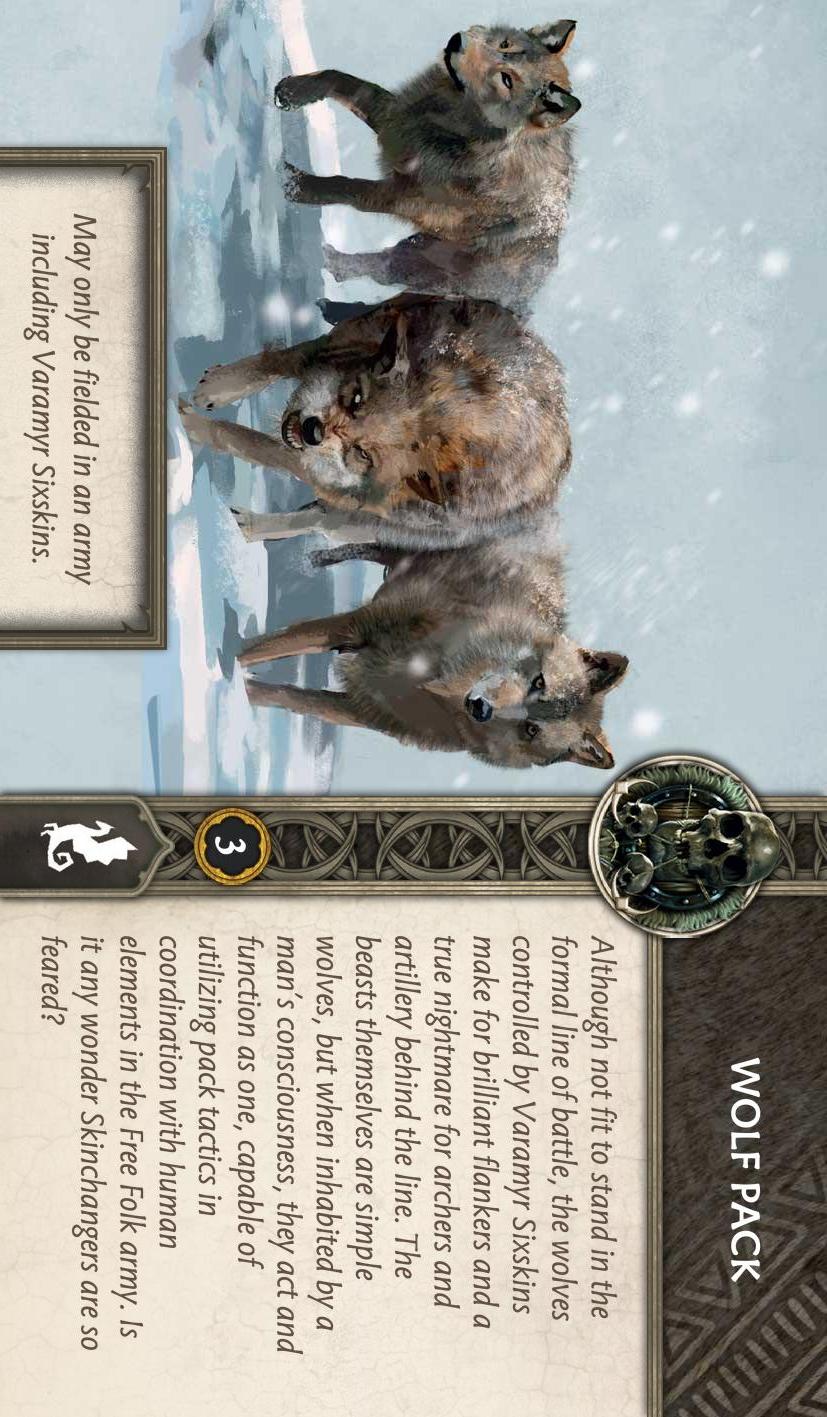 WOLF PACK
Although not fit to stand in the
formal line of battle, the wolves
controlled by Varamyr Sixskins
make for brilliant flankers and a
true nightmare for archers and
artillery behind the line. The
beasts themselves are simple
wolves, but when inhabited by a
man's consciousness, they act and
function as one, capable of
utilizing pack tactics in
coordination with human
elements in the Free Folk army. Is
it any wonder Skinchangers are so
feared?
3
May only be fielded in an army
including Varamyr Sixskins.